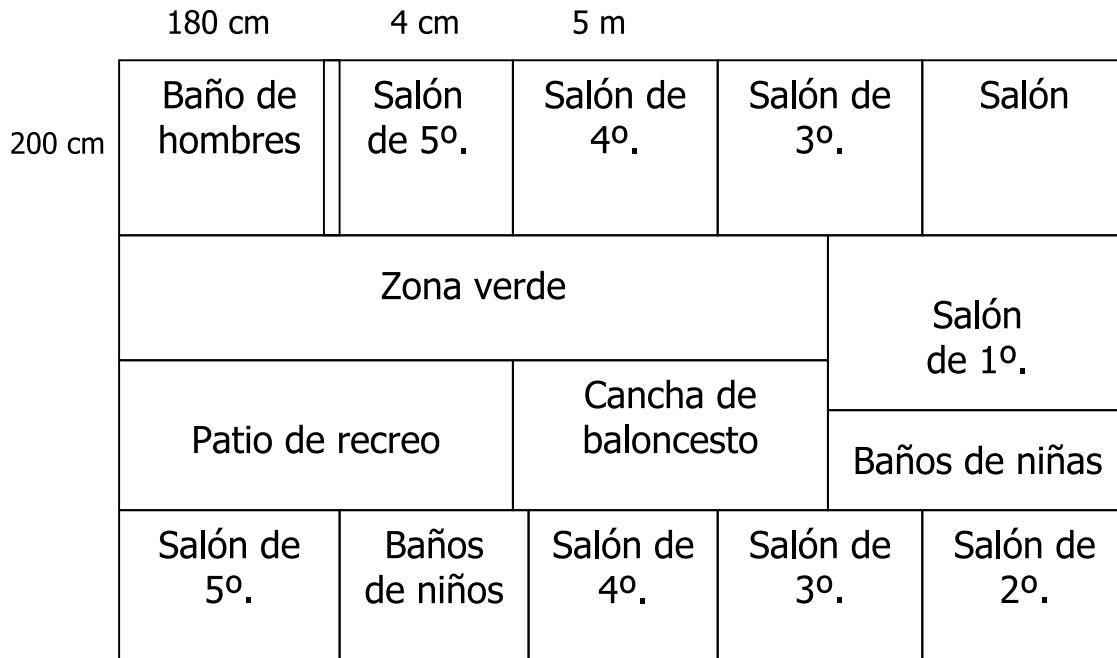 180 cm 4 cm 5 m
Baño de
hombres
Salón
de 5º.
Salón de
4º.
Salón de
3º.
Salón
200 cm
Zona verde
Salón
de 1º.
Patio de recreo
Cancha de
baloncesto
Baños de niñas
Salón de
5º.
Baños
de niños
Salón de
4º.
Salón de
3º.
Salón de
2º.